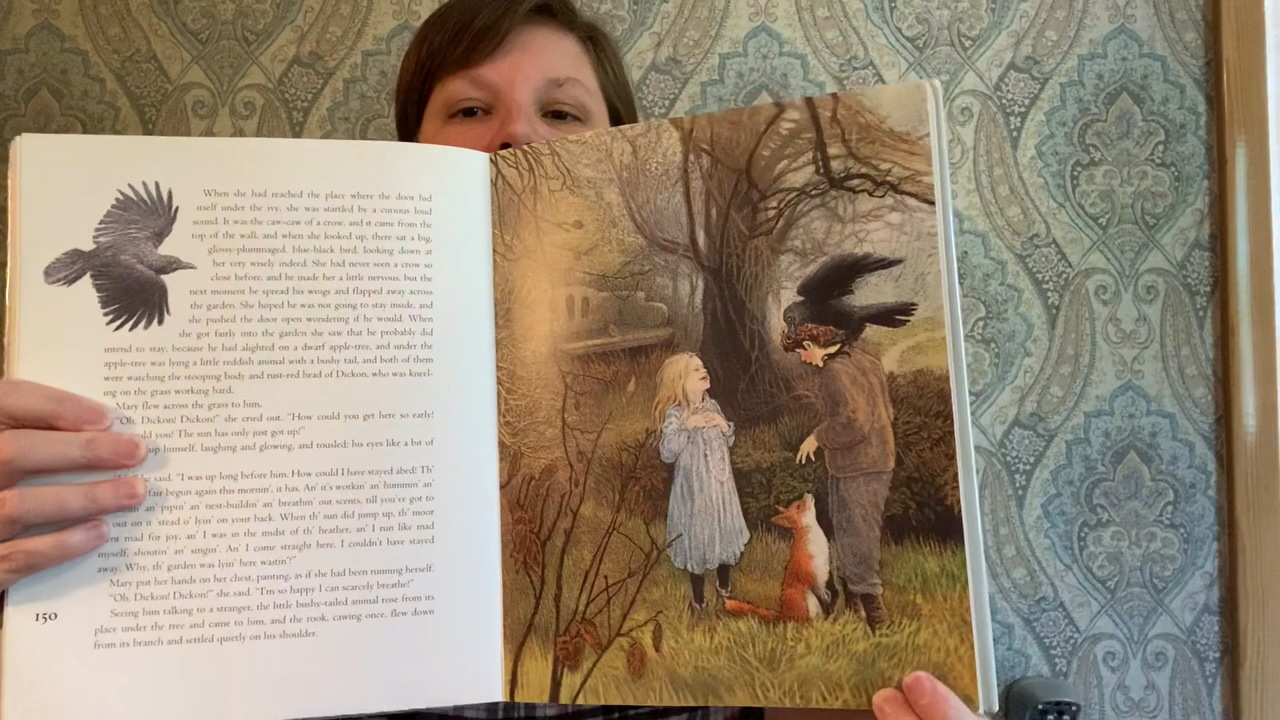 When she had reached the place where the door hid
itself under the ivy, she was startled by a curious loud
sound. It was the caw-caw of a crow, and it came from the
top of the wall, and when she looked up, there sat a big,
glossy-plummaged, blue-black bird, looking down at
her very wisely indeed. She had never seen a crow so
close before, and he made her a little nervous, but the
next moment he spread his wings and flapped away across
the garden. She hoped he was not going to stay inside, and
she pushed the door open wondering if he would. When
she got fairly into the garden she saw that he probably did
intend to stay, because he had alighted on a dwarf apple-tree, and under the
apple-tree was lying a little reddish animal with a bushy tail, and both of them
were watching the stooping body and rust-red head of Dickon, who was kneel-
ing on the grass working hard.
Mary flew across the grass to him.
"Oh, Dickon! Dickon!" she cried out. "How could you get here so early!
you! The sun has only just got up!"
up himself, laughing and glowing, and tousled; his eyes like a bit of
he said. "I was up long before him. How could I have stayed abed! Th'
fair begun again this mornin', it has. An' it's workin' an' hummin' an'
an' pipin' an' nest-buildin' an' breathin' out scents, till you've got to
out on it 'stead o' lyin' on your back. When th' sun did jump up, th' moor
mad for joy, an' I was in the midst of th' heather, an' I run like mad
myself, shoutin' an' singin'. An' I come straight here. I couldn't have stayed
away. Why, th' garden was lyin' here waitin'!"
Mary put her hands on her chest, panting, as if she had been running herself.
"Oh, Dickon! Dickon!" she said. "I'm so happy I can scarcely breathe!"
Seeing him talking to a stranger, the little bushy-tailed animal rose from its
place under the tree and came to him, and the rook, cawing once, flew down
from its branch and settled quietly on his shoulder.
150